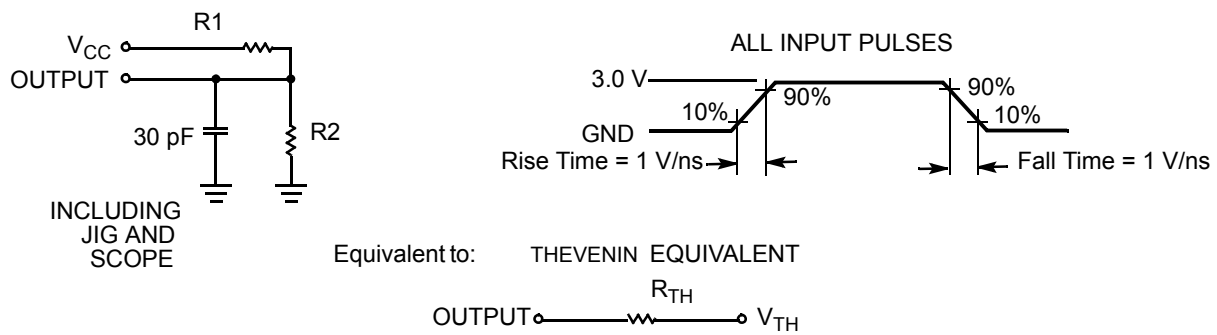 R1
V_CC
OUTPUT
30 pF
R2
INCLUDING
JIG AND
SCOPE
ALL INPUT PULSES
3.0 V
10%
90%
90%
10%
GND
Rise Time = 1 V/ns
Fall Time = 1 V/ns
Equivalent to: THEVENIN EQUIVALENT
R_TH
OUTPUT
V_TH